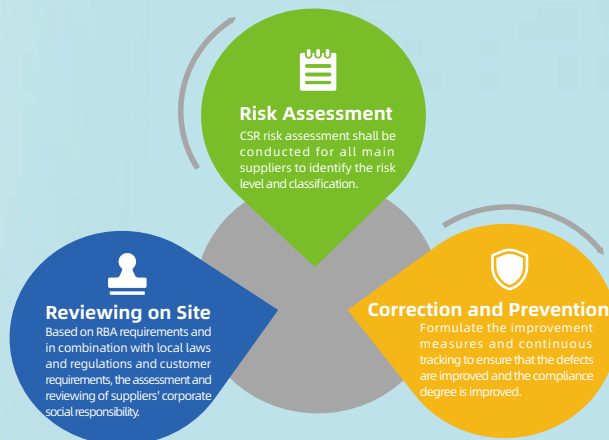 Risk Assessment
CSR risk assessment shall be
conducted for all main
suppliers to identify the risk
level and classification.
Reviewing on Site
Based on RBA requirements and
in combination with local laws
and regulations and customer
requirements, the assessment and
reviewing of suppliers' corporate
social responsibility.
Correction and Prevention
Formulate the improvement
measures and continuous
tracking to ensure that the defects
are improved and the compliance
degree is improved.